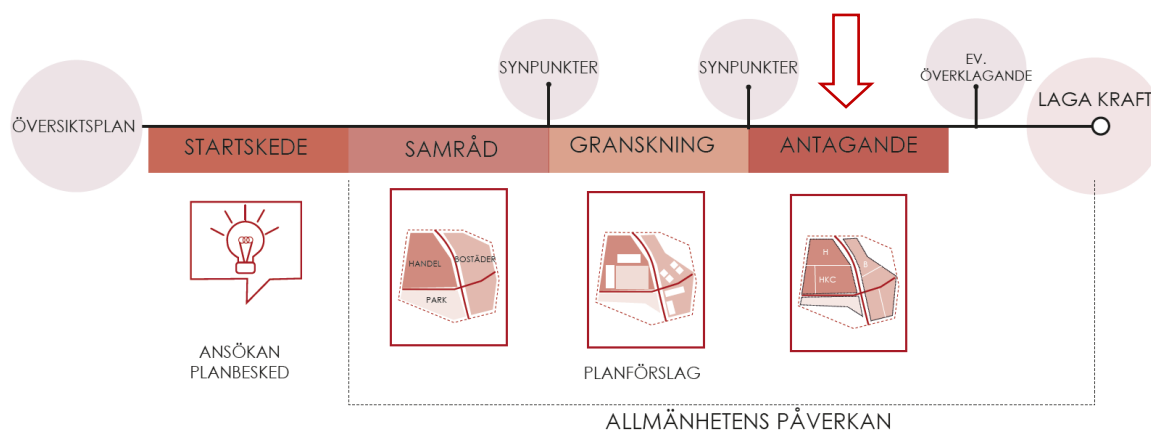 SYNPUNKTER
SYNPUNKTER
EV.
ÖVERKLAGANDE
LAGA KRAFT
ÖVERSIKTSPLAN
STARTSKEDE
SAMRÅD
GRANSKNING
ANTAGANDE
HANDEL
BOSTÄDER
PARK
H
B
HKC
ANSÖKAN
PLANBESKED
PLANFÖRSLAG
ALLMÄNHETENS PÅVERKAN